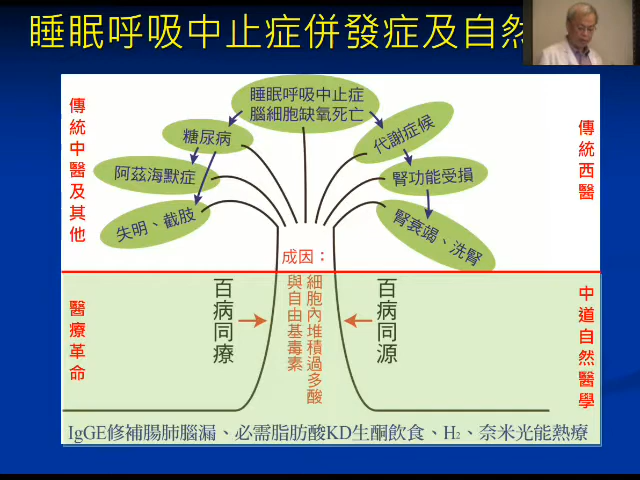 睡眠呼吸中止症併發症及自然
睡眠呼吸中止症
腦細胞缺氧死亡
傳統中醫及其他
糖尿病
阿茲海默症
失明、截肢
代謝症候
腎功能受損
腎衰竭、洗腎
傳統西醫
成因：
細胞內堆積過多酸
與自由基毒素
醫療革命
百病同療
百病同源
中道自然醫學
IgGE修補腸肺腦漏、必需脂肪酸KD生酮飲食、H₂、奈米光能熱療